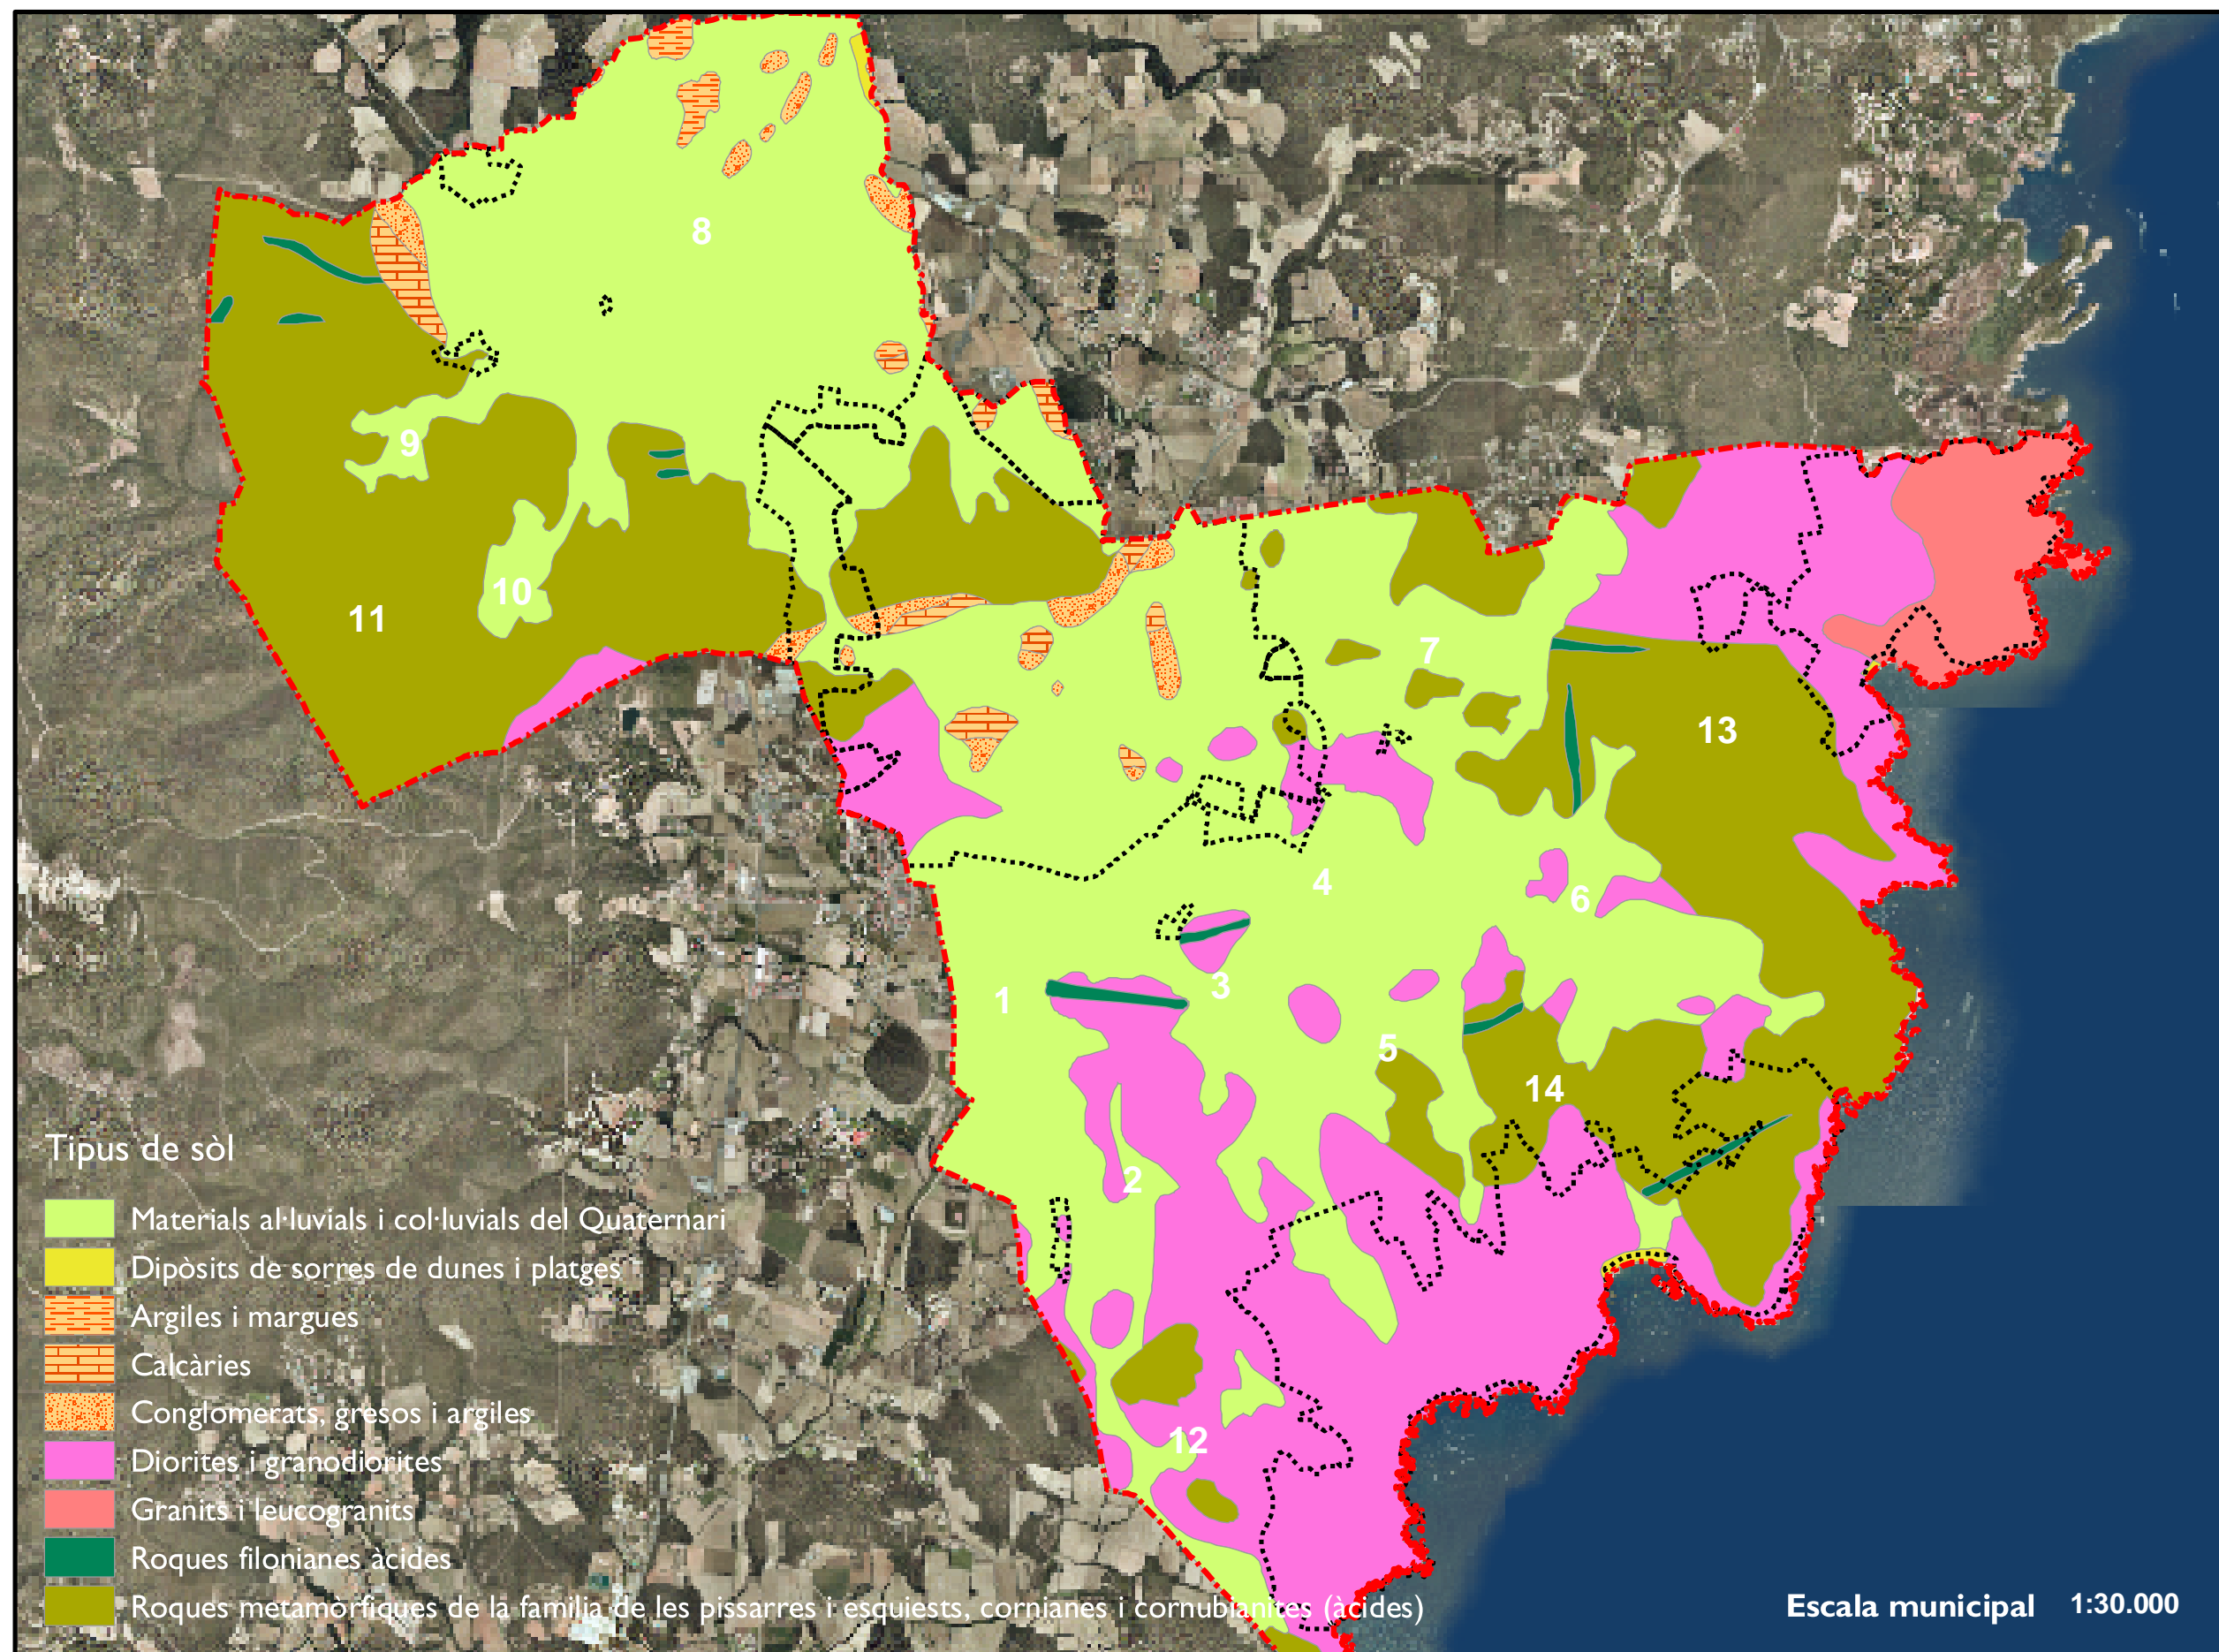 8
9
10
11
7
13
4
6
1
3
5
14
2
12
Tipus de sòl
Materials al·luvials i col·luvials del Quaternari
Dipòsits de sorres de dunes i platges
Argiles i margues
Calcàries
Conglomerats, gresos i argiles
Diorites i granodiorites
Granits i leucogranits
Roques filonianes àcides
Roques metamòrfiques de la familia de les pissarres i esquiests, cornianes i cornubianites (àcides)
Escala municipal 1:30.000